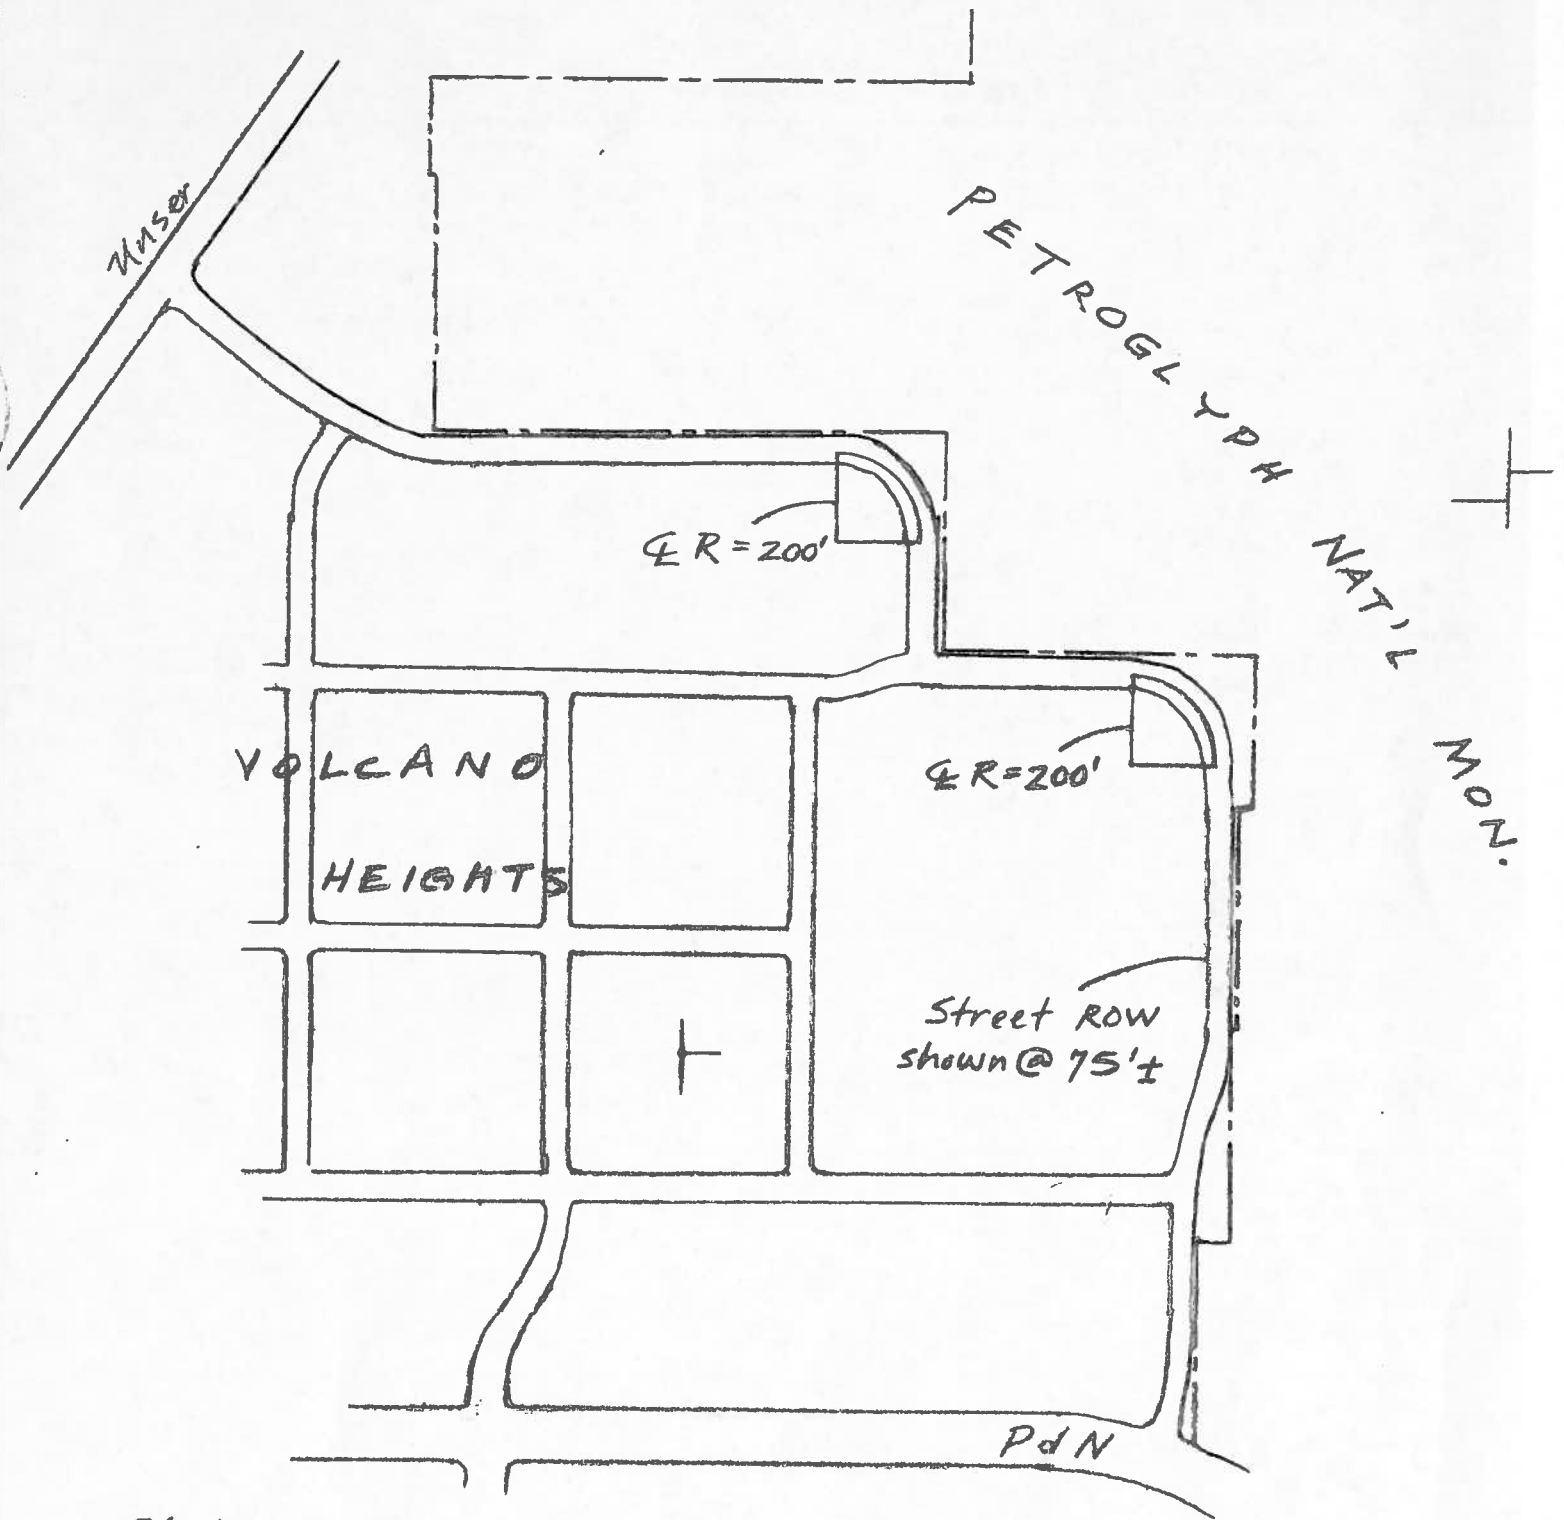 Unser
PETROGLYPH NAT'L MON.
℄ R=200'
℄ R=200'
VOLCANO
HEIGHTS
Street ROW
shown @ 75'±
PdN